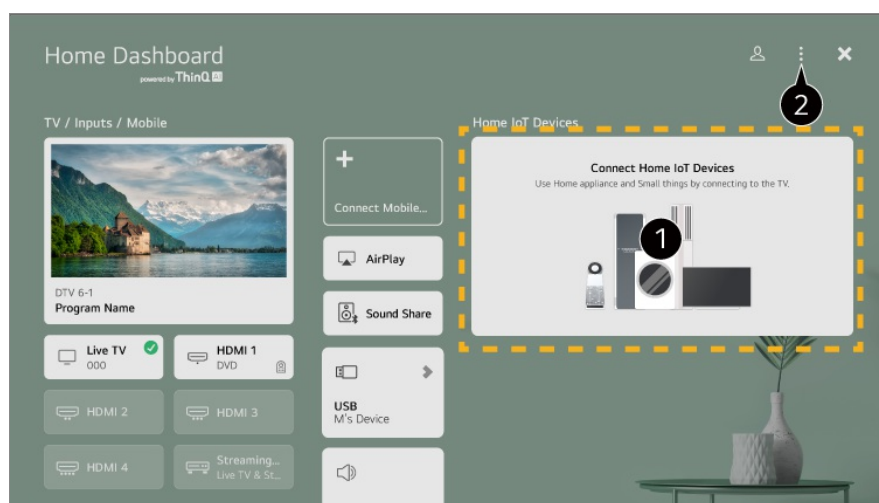 Home Dashboard
powered by ThinQ AI
2
TV / Inputs / Mobile
Home IoT Devices
DTV 6-1
Program Name
Live TV
000
HDMI 1
DVD
HDMI 2
HDMI 3
HDMI 4
Streaming...
Live TV & St...
Connect Mobile...
AirPlay
Sound Share
USB
M's Device
Connect Home IoT Devices
Use Home appliance and Small things by connecting to the TV.
1